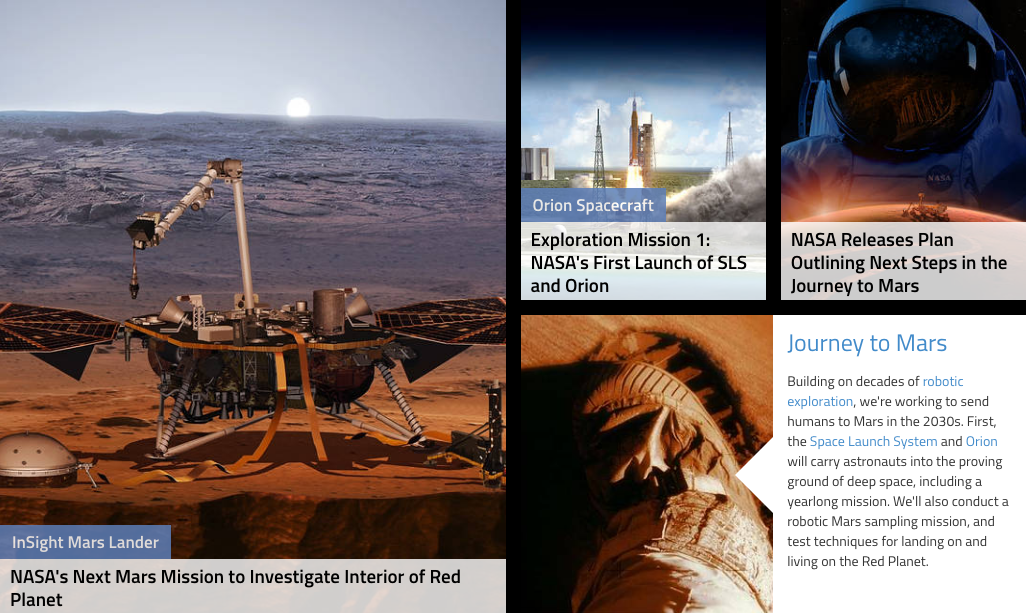 InSight Mars Lander
NASA's Next Mars Mission to Investigate Interior of Red
Planet
Orion Spacecraft
Exploration Mission 1:
NASA's First Launch of SLS
and Orion
NASA
NASA Releases Plan
Outlining Next Steps in the
Journey to Mars
Journey to Mars
Building on decades of robotic
exploration, we're working to send
humans to Mars in the 2030s. First,
the Space Launch System and Orion
will carry astronauts into the proving
ground of deep space, including a
yearlong mission. We'll also conduct a
robotic Mars sampling mission, and
test techniques for landing on and
living on the Red Planet.